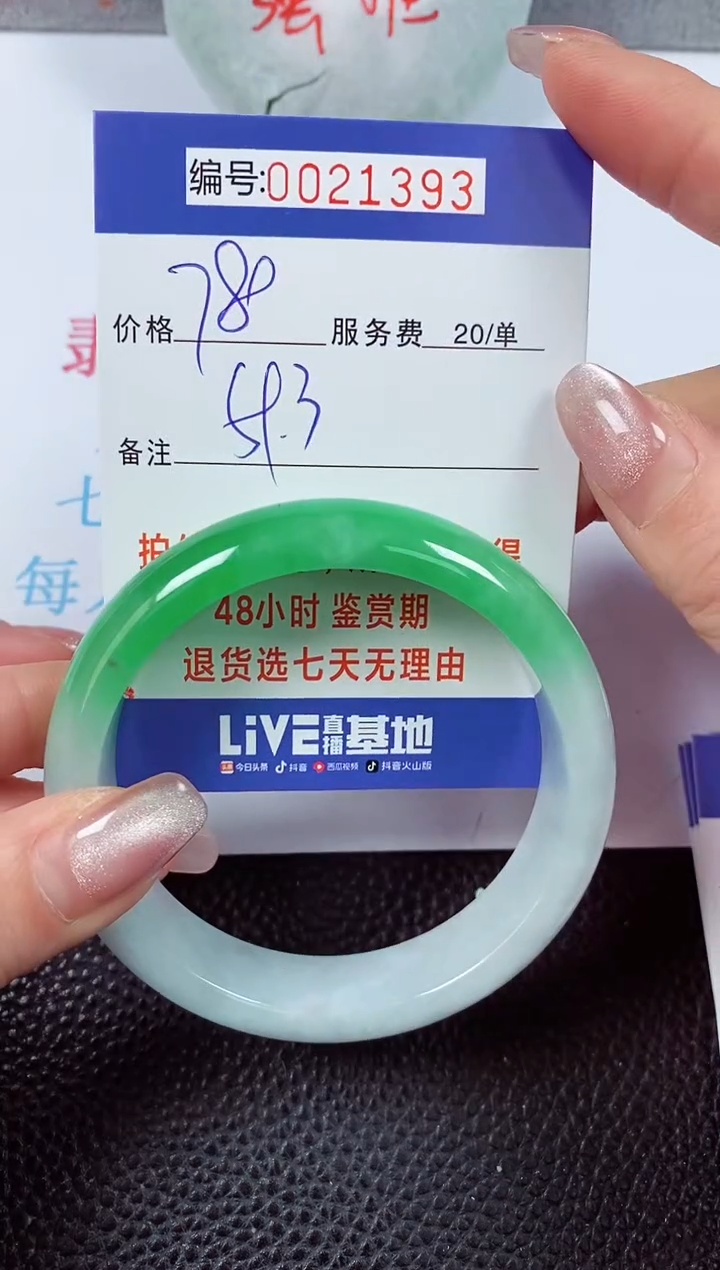 编号:0021393
价格 780 服务费 20/单
备注 54.3
每
48小时 鉴赏期
退货选七天无理由
LiVE直播基地
今日头条 抖音 西瓜视频 抖音火山版